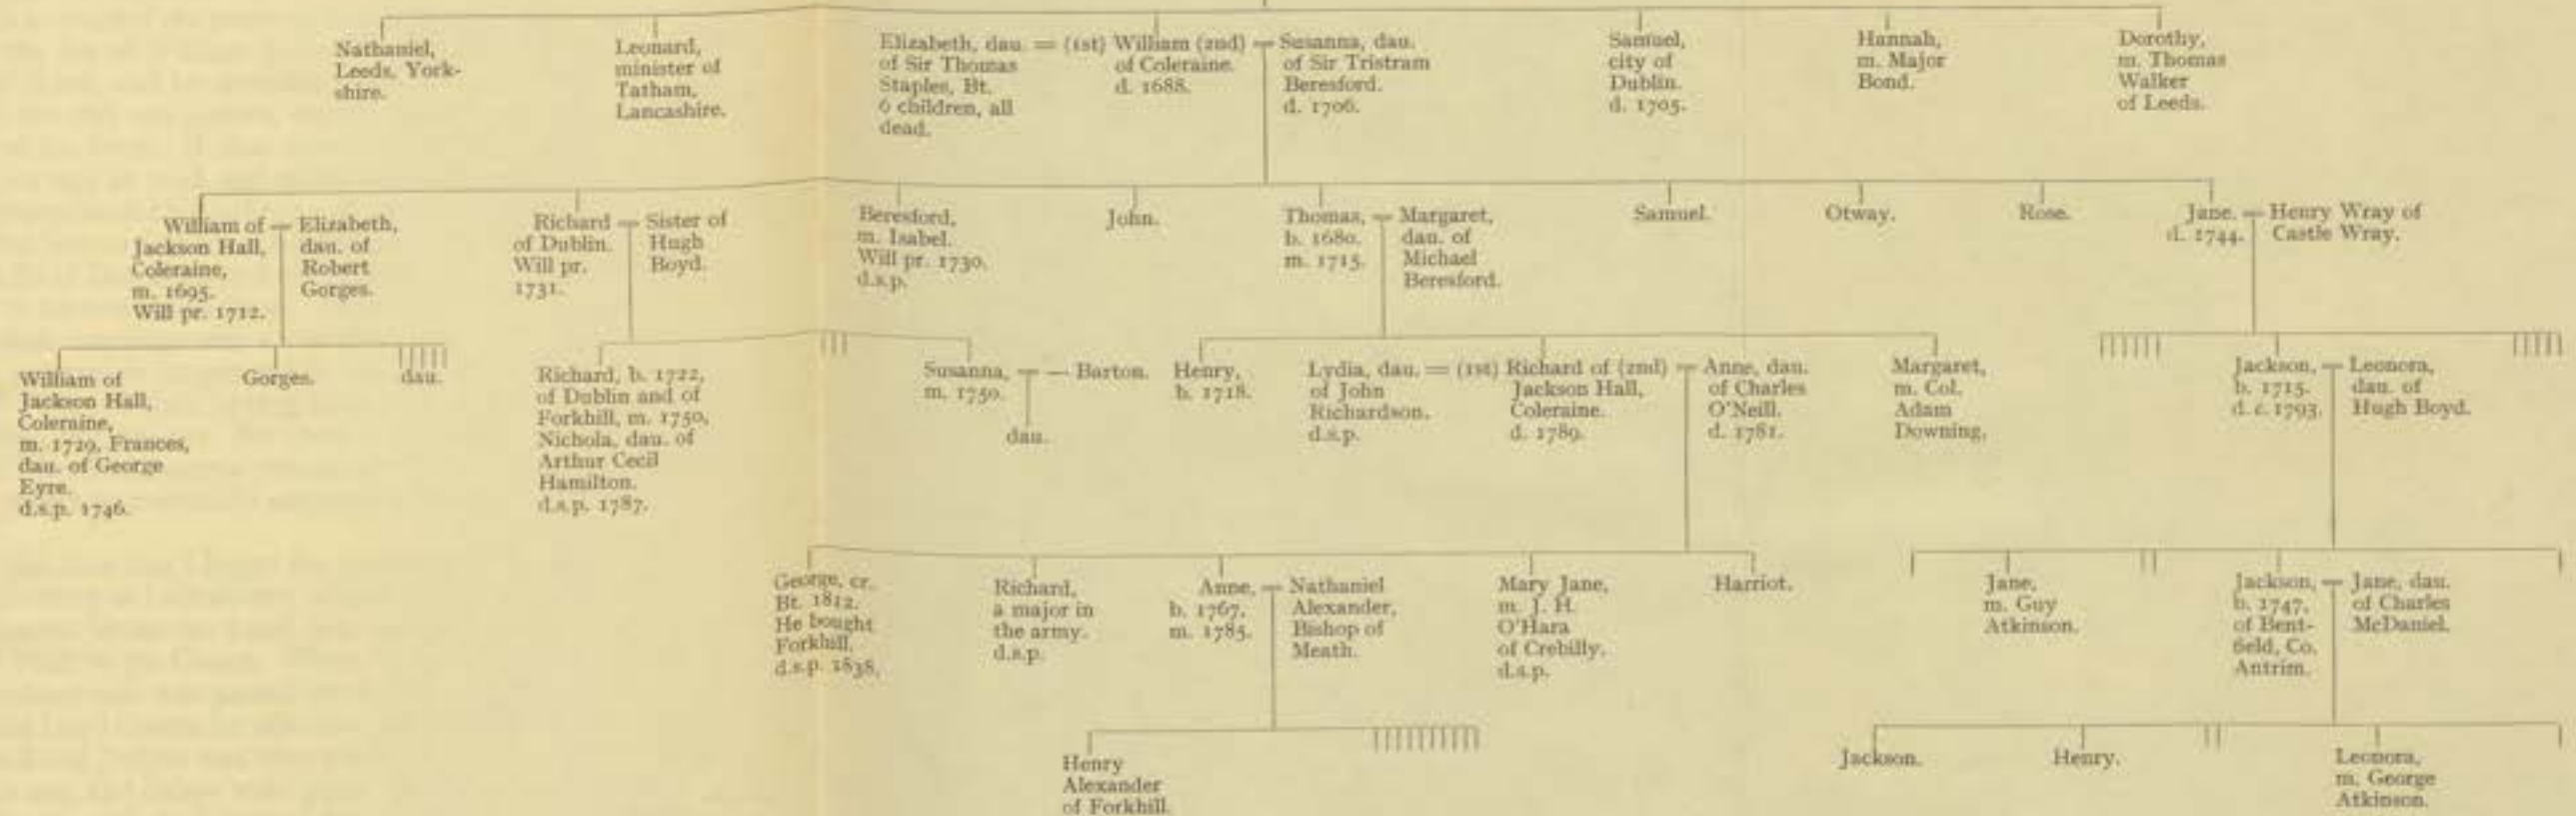 Nathaniel,
Leeds, York-
shire.
Leonard,
minister of
Tatham,
Lancashire.
Elizabeth, dau. = (1st) William (2nd) — Susanna, dau.
of Sir Thomas
Staples, Bt.
6 children, all
dead.
of Coleraine.
d. 1688.
of Sir Tristram
Beresford.
d. 1706.
Samuel,
city of
Dublin.
d. 1705.
Hannah,
m. Major
Bond.
Dorothy,
m. Thomas
Walker
of Leeds.
William of — Elizabeth,
Jackson Hall,
Coleraine,
m. 1695.
Will pr. 1712.
dau. of
Robert
Gorges.
Richard — Sister of
of Dublin.
Will pr.
1731.
Hugh
Boyd.
Beresford,
m. Isabel.
Will pr. 1730.
d.s.p.
John.
Thomas, — Margaret,
b. 1680.
m. 1715.
dau. of
Michael
Beresford.
Samuel.
Otway.
Rose.
Jane. — Henry Wray of
d. 1744.
Castle Wray.
William of
Jackson Hall,
Coleraine,
m. 1729, Frances,
dau. of George
Eyre.
d.s.p. 1746.
Gorges.
dau.
Richard, b. 1722,
of Dublin and of
Forkhill, m. 1750,
Nichola, dau. of
Arthur Cecil
Hamilton.
d.s.p. 1787.
Susanna, — — Barton.
m. 1750.
dau.
Henry,
b. 1718.
Lydia, dau. = (1st) Richard of (2nd) — Anne, dau.
of John
Richardson.
d.s.p.
Jackson Hall,
Coleraine.
d. 1789.
of Charles
O'Neill.
d. 1781.
Margaret,
m. Col.
Adam
Downing.
Jackson, — Leonora,
b. 1715.
d. c. 1793.
dau. of
Hugh Boyd.
George, cr.
Bt. 1812.
He bought
Forkhill.
d.s.p. 1838.
Richard,
a major in
the army.
d.s.p.
Anne, — Nathaniel
b. 1767.
m. 1785.
Alexander,
Bishop of
Meath.
Mary Jane,
m. J. H.
O'Hara
of Crebilly.
d.s.p.
Harriot.
Jane,
m. Guy
Atkinson.
Jackson, — Jane, dau.
b. 1747,
of Bent-
field, Co.
Antrim.
of Charles
McDaniel.
Henry
Alexander
of Forkhill.
Jackson.
Henry.
Leonora,
m. George
Atkinson.